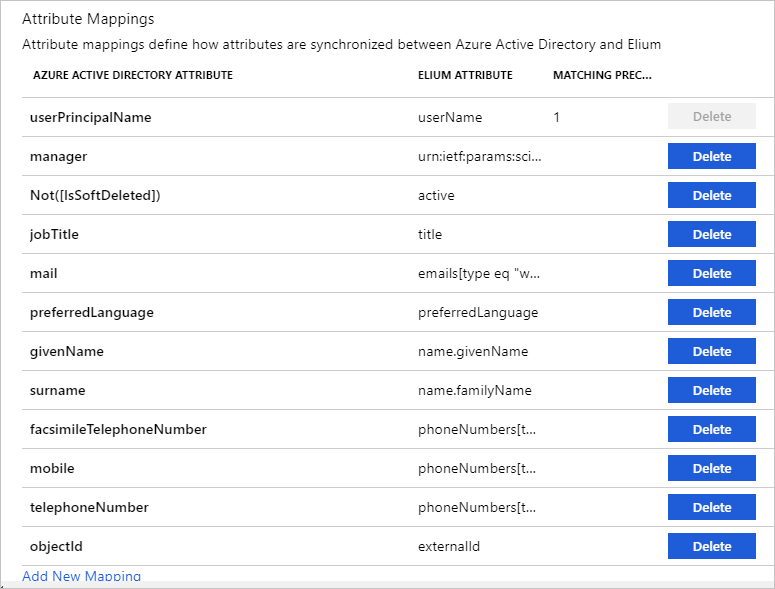 Attribute Mappings
Attribute mappings define how attributes are synchronized between Azure Active Directory and Elium
AZURE ACTIVE DIRECTORY ATTRIBUTE ELIUM ATTRIBUTE MATCHING PREC...
userPrincipalName userName 1 Delete
manager urn:ietf:params:sci... Delete
Not([IsSoftDeleted]) active Delete
jobTitle title Delete
mail emails[type eq "w... Delete
preferredLanguage preferredLanguage Delete
givenName name.givenName Delete
surname name.familyName Delete
facsimileTelephoneNumber phoneNumbers[t... Delete
mobile phoneNumbers[t... Delete
telephoneNumber phoneNumbers[t... Delete
objectId externalId Delete
Add New Mapping